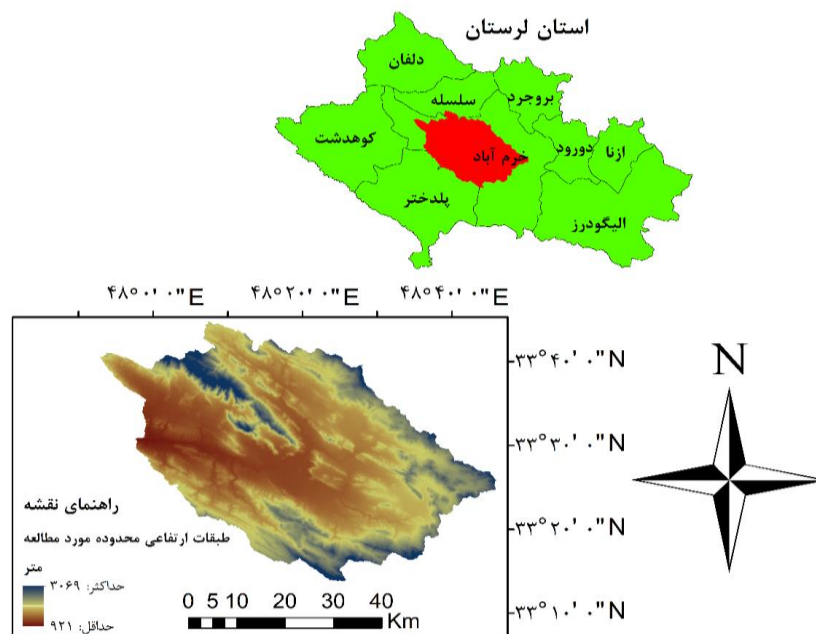 استان لرستان
دلفان
سلسله
بروجرد
کوهدشت
خرم آباد
دورود
ازنا
پلدختر
الیگودرز
۴۸°۰'۰"E ۴۸°۲۰'۰"E ۴۸°۴۰'۰"E
۳۳°۴۰'۰"N
۳۳°۳۰'۰"N
۳۳°۲۰'۰"N
۳۳°۱۰'۰"N
N
راهنمای نقشه
طبقات ارتفاعی محدوده مورد مطالعه
متر
حداکثر: ۳۰۶۹
حداقل: ۹۲۱
0 5 10 20 30 40
Km